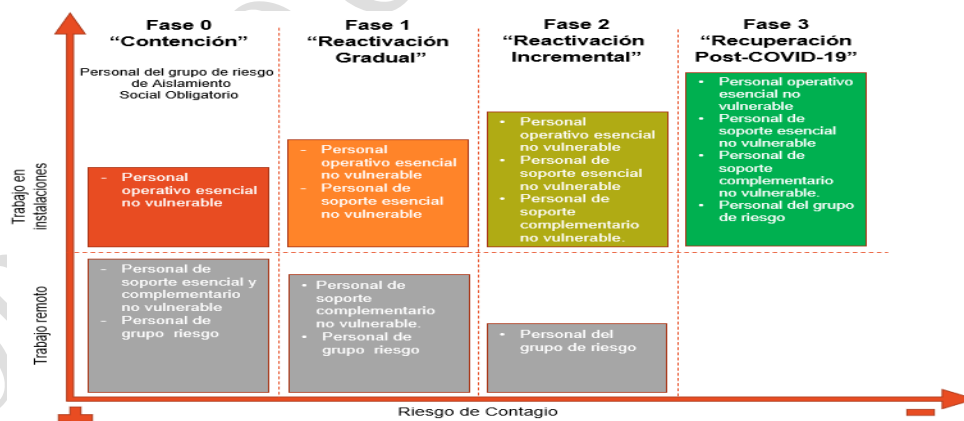 Fase 0
“Contención”
Personal del grupo de riesgo
de Aislamiento
Social Obligatorio
Fase 1
“Reactivación
Gradual”
Fase 2
“Reactivación
Incremental”
Fase 3
“Recuperación
Post-COVID-19”
Trabajo en
instalaciones
- Personal
operativo esencial
no vulnerable
- Personal
operativo esencial
no vulnerable
- Personal de
soporte esencial
no vulnerable
• Personal
operativo esencial
no vulnerable
• Personal de
soporte esencial
no vulnerable
• Personal de
soporte
complementario
no vulnerable.
• Personal operativo
esencial no
vulnerable
• Personal de
soporte esencial
no vulnerable
• Personal de
soporte
complementario
no vulnerable.
• Personal del grupo
de riesgo
Trabajo remoto
- Personal de
soporte esencial y
complementario
no vulnerable
- Personal de
grupo riesgo
• Personal de
soporte
complementario
no vulnerable.
• Personal de
grupo riesgo
• Personal del
grupo de riesgo
Riesgo de Contagio